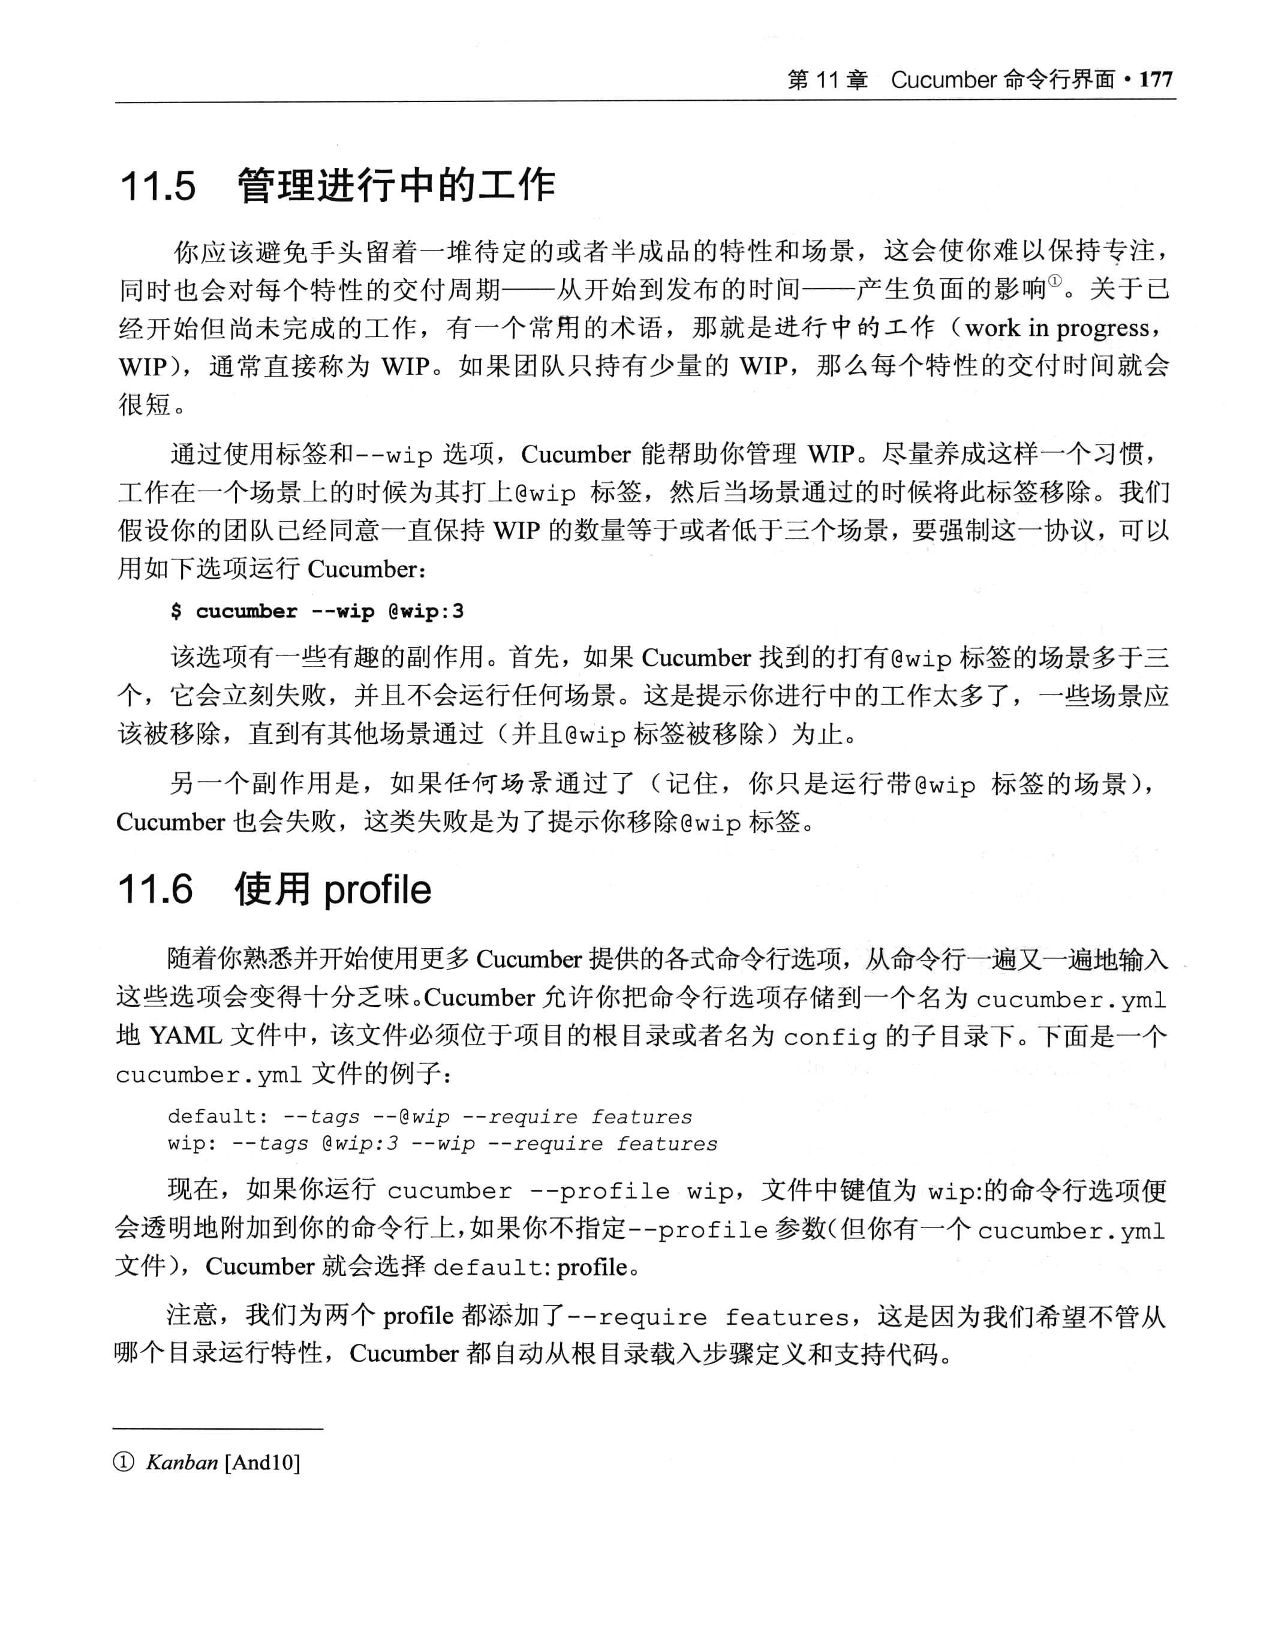 第 11 章　Cucumber 命令行界面・177
11.5　管理进行中的工作
你应该避免手头留着一堆待定的或者半成品的特性和场景，这会使你难以保持专注，
同时也会对每个特性的交付周期——从开始到发布的时间——产生负面的影响①。关于已
经开始但尚未完成的工作，有一个常用的术语，那就是进行中的工作（work in progress，
WIP），通常直接称为 WIP。如果团队只持有少量的 WIP，那么每个特性的交付时间就会
很短。
通过使用标签和--wip 选项，Cucumber 能帮助你管理 WIP。尽量养成这样一个习惯，
工作在一个场景上的时候为其打上@wip 标签，然后当场景通过的时候将此标签移除。我们
假设你的团队已经同意一直保持 WIP 的数量等于或者低于三个场景，要强制这一协议，可以
用如下选项运行 Cucumber：
$ cucumber --wip @wip:3
该选项有一些有趣的副作用。首先，如果 Cucumber 找到的打有@wip 标签的场景多于三
个，它会立刻失败，并且不会运行任何场景。这是提示你进行中的工作太多了，一些场景应
该被移除，直到有其他场景通过（并且@wip 标签被移除）为止。
另一个副作用是，如果任何场景通过了（记住，你只是运行带@wip 标签的场景），
Cucumber 也会失败，这类失败是为了提示你移除@wip 标签。
11.6　使用 profile
随着你熟悉并开始使用更多 Cucumber 提供的各式命令行选项，从命令行一遍又一遍地输入
这些选项会变得十分乏味。Cucumber 允许你把命令行选项存储到一个名为 cucumber.yml
地 YAML 文件中，该文件必须位于项目的根目录或者名为 config 的子目录下。下面是一个
cucumber.yml 文件的例子：
default: --tags --@wip --require features
wip: --tags @wip:3 --wip --require features
现在，如果你运行 cucumber --profile wip，文件中键值为 wip:的命令行选项便
会透明地附加到你的命令行上，如果你不指定--profile 参数（但你有一个 cucumber.yml
文件），Cucumber 就会选择 default: profile。
注意，我们为两个 profile 都添加了--require features，这是因为我们希望不管从
哪个目录运行特性，Cucumber 都自动从根目录载入步骤定义和支持代码。
① Kanban [And10]